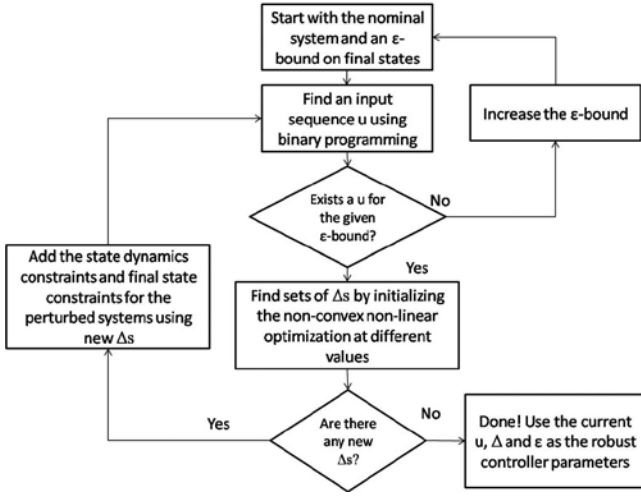 Start with the nominal
system and an ε-
bound on final states
Find an input
sequence u using
binary programming
Increase the ε-bound
Exists a u for
the given
ε-bound?
No
Yes
Add the state dynamics
constraints and final state
constraints for the
perturbed systems using
new Δs
Find sets of Δs by initializing
the non-convex non-linear
optimization at different
values
Yes
Are there
any new
Δs?
No
Done! Use the current
u, Δ and ε as the robust
controller parameters